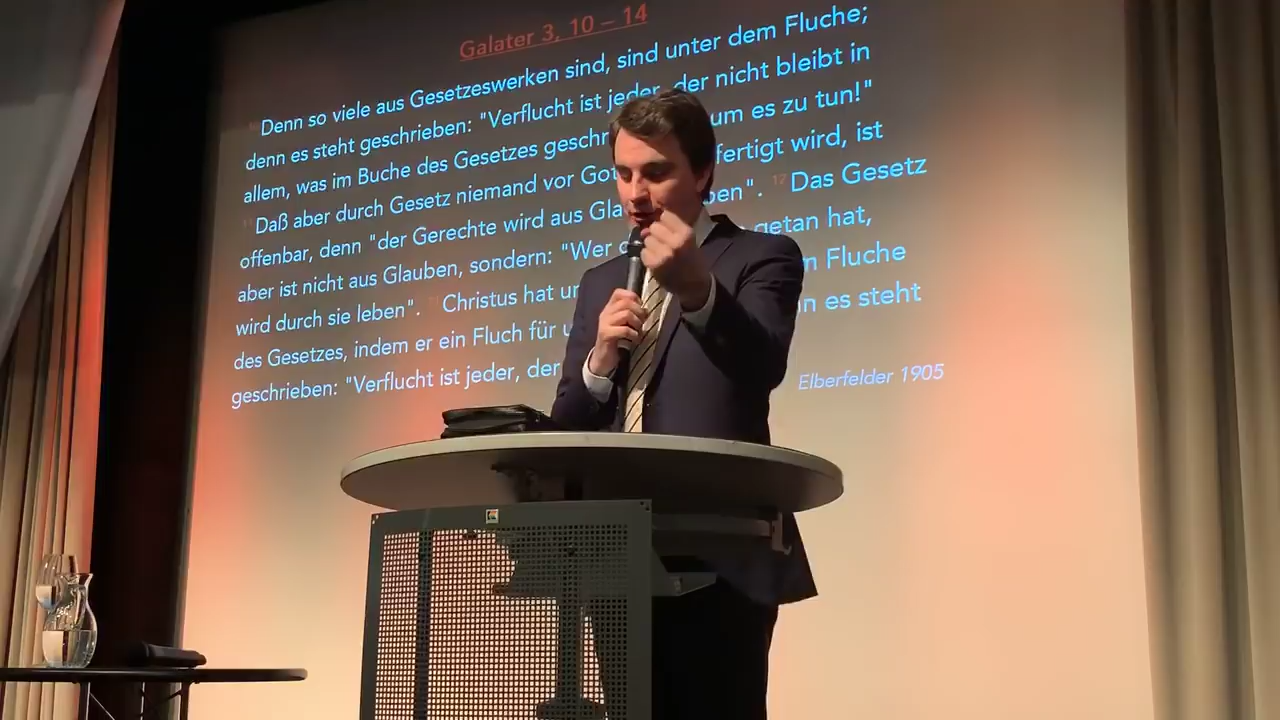 Galater 3, 10 – 14
Denn so viele aus Gesetzeswerken sind, sind unter dem Fluche;
denn es steht geschrieben: "Verflucht ist jeder, der nicht bleibt in
allem, was im Buche des Gesetzes geschr um es zu tun!"
Daß aber durch Gesetz niemand vor Got fertigt wird, ist
offenbar, denn "der Gerechte wird aus Gla ben". 12 Das Gesetz
aber ist nicht aus Glauben, sondern: "Wer getan hat,
wird durch sie leben". Christus hat un m Fluche
des Gesetzes, indem er ein Fluch für u n es steht
geschrieben: "Verflucht ist jeder, der
Elberfelder 1905